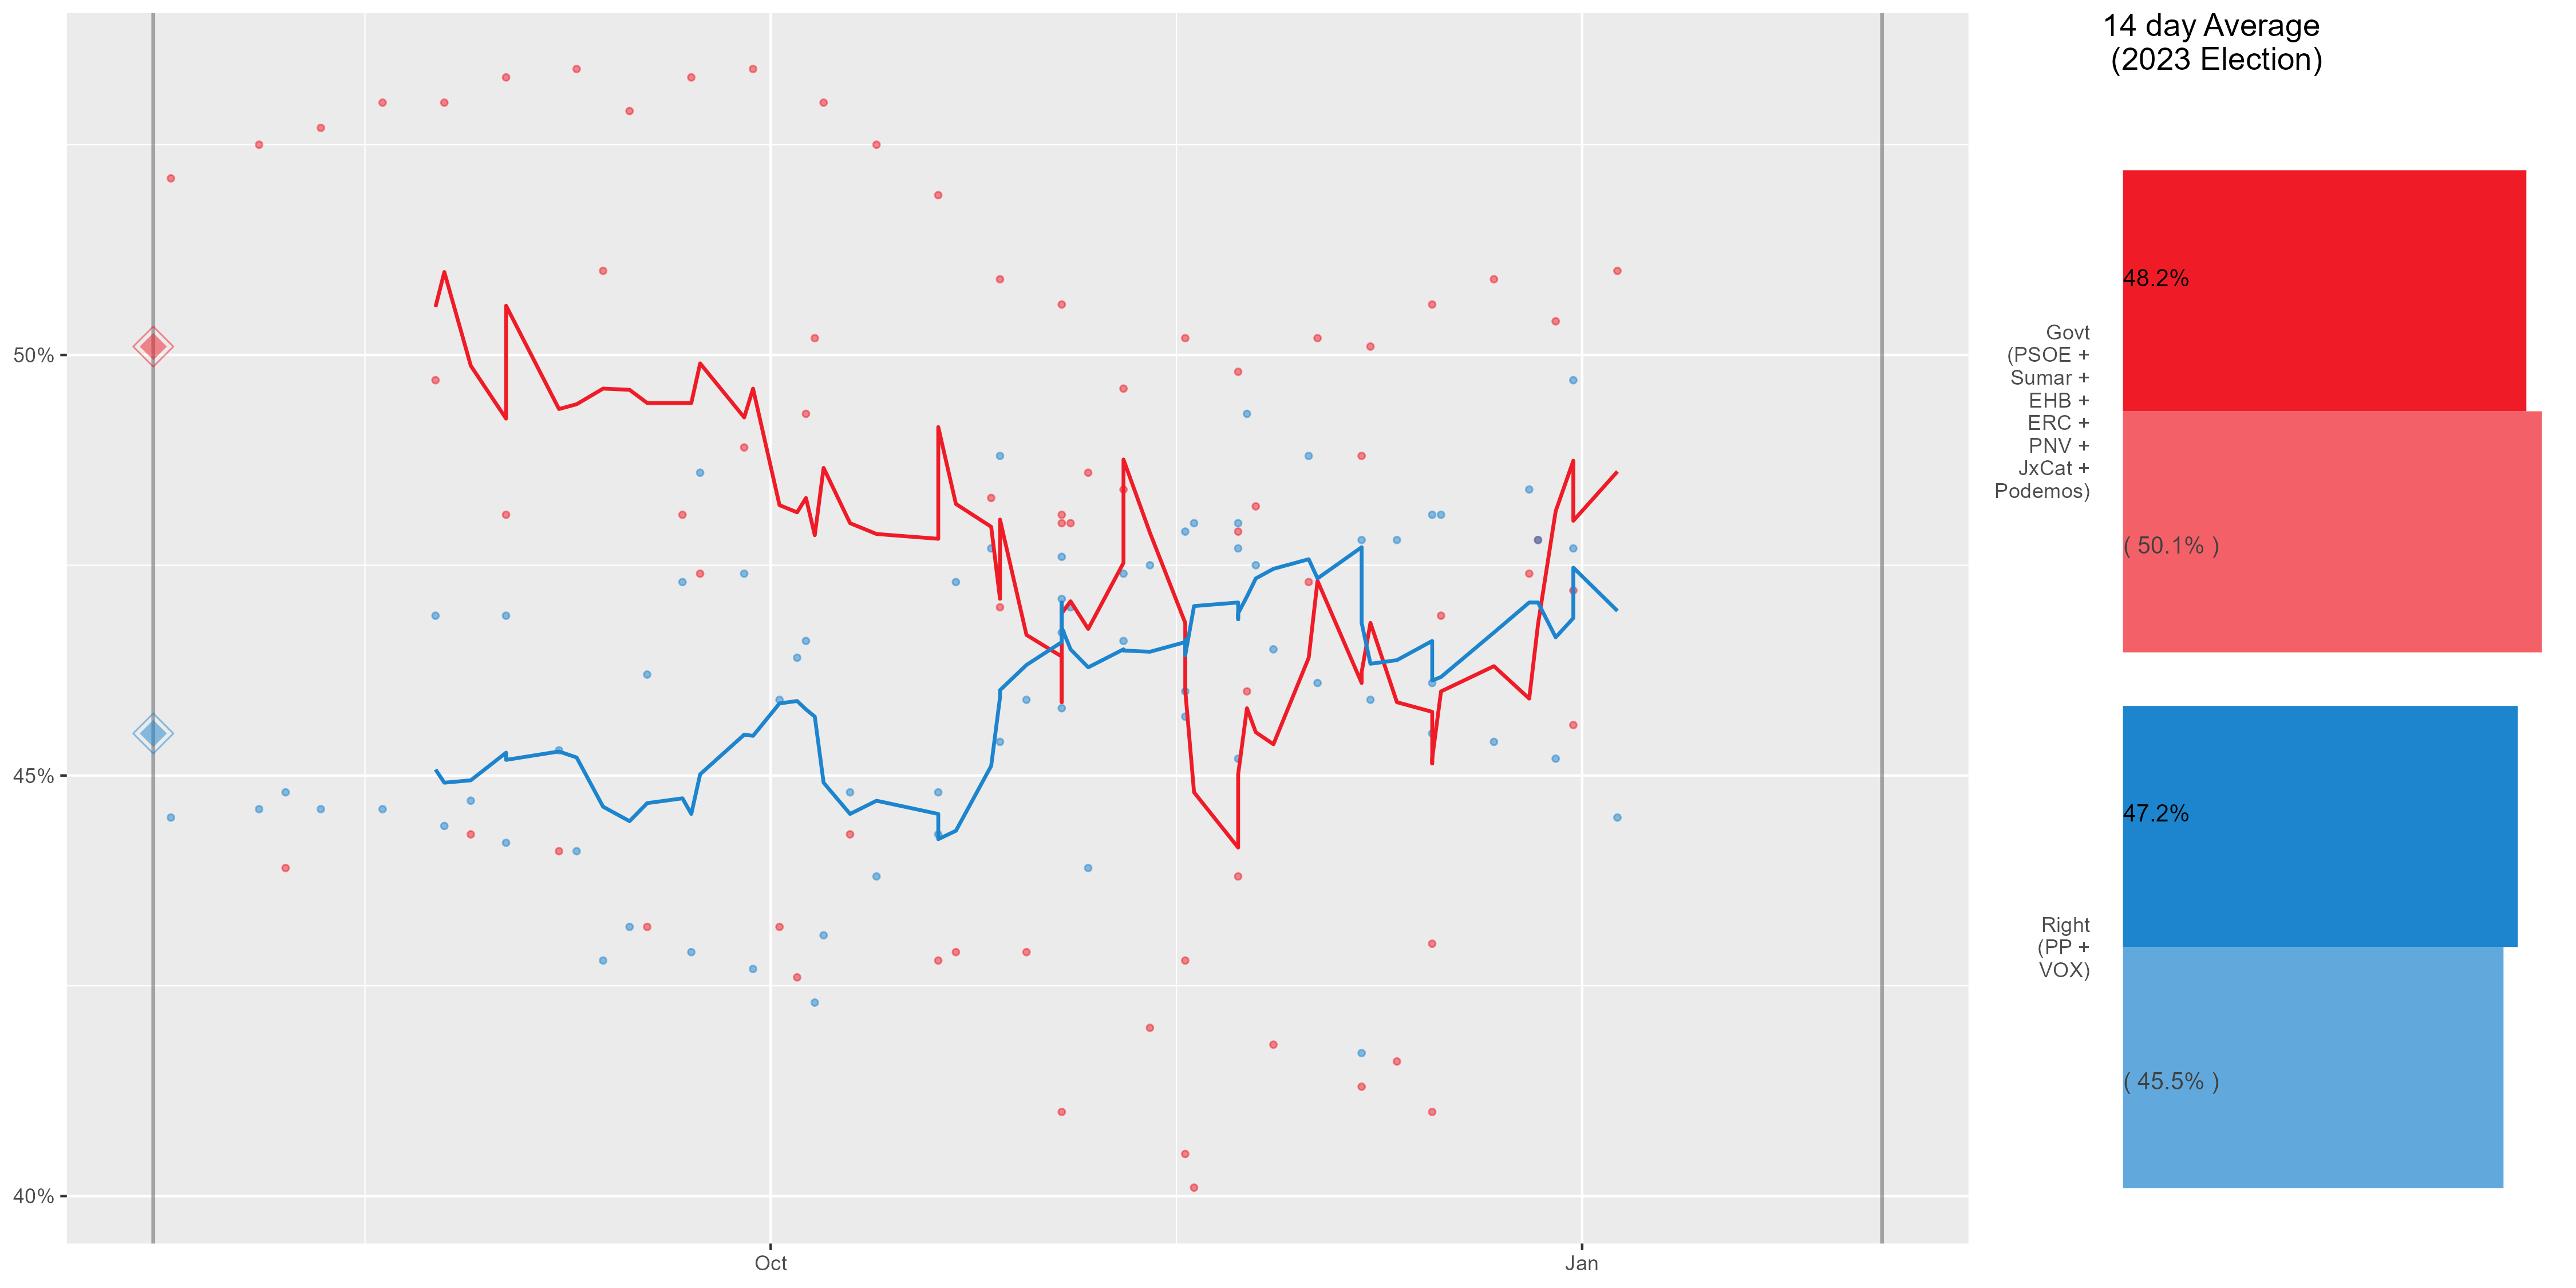 14 day Average
(2023 Election)
50%
45%
40%
Oct
Jan
Govt
(PSOE +
Sumar +
EHB +
ERC +
PNV +
JxCat +
Podemos)
48.2%
( 50.1% )
Right
(PP +
VOX)
47.2%
( 45.5% )